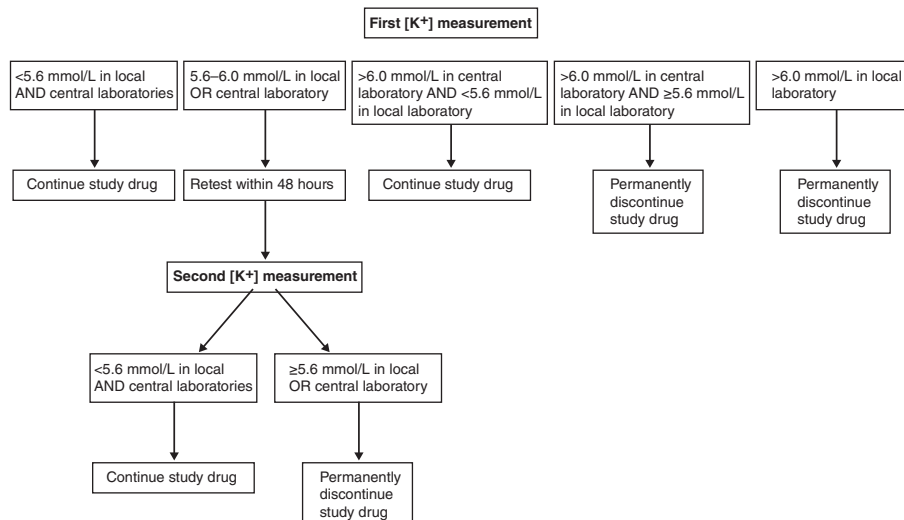 First [K+] measurement
<5.6 mmol/L in local
AND central laboratories
5.6–6.0 mmol/L in local
OR central laboratory
>6.0 mmol/L in central
laboratory AND <5.6 mmol/L
in local laboratory
>6.0 mmol/L in central
laboratory AND ≥5.6 mmol/L
in local laboratory
>6.0 mmol/L in local
laboratory
Continue study drug
Retest within 48 hours
Continue study drug
Permanently
discontinue
study drug
Permanently
discontinue
study drug
Second [K+] measurement
<5.6 mmol/L in local
AND central laboratories
≥5.6 mmol/L in local
OR central laboratory
Continue study drug
Permanently
discontinue
study drug